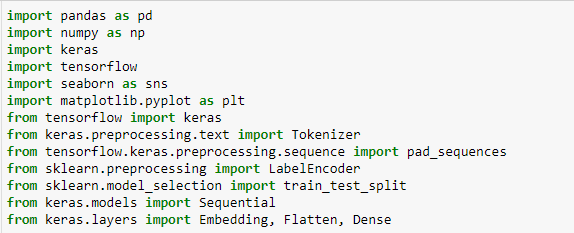 import pandas as pd
import numpy as np
import keras
import tensorflow
import seaborn as sns
import matplotlib.pyplot as plt
from tensorflow import keras
from keras.preprocessing.text import Tokenizer
from tensorflow.keras.preprocessing.sequence import pad_sequences
from sklearn.preprocessing import LabelEncoder
from sklearn.model_selection import train_test_split
from keras.models import Sequential
from keras.layers import Embedding, Flatten, Dense